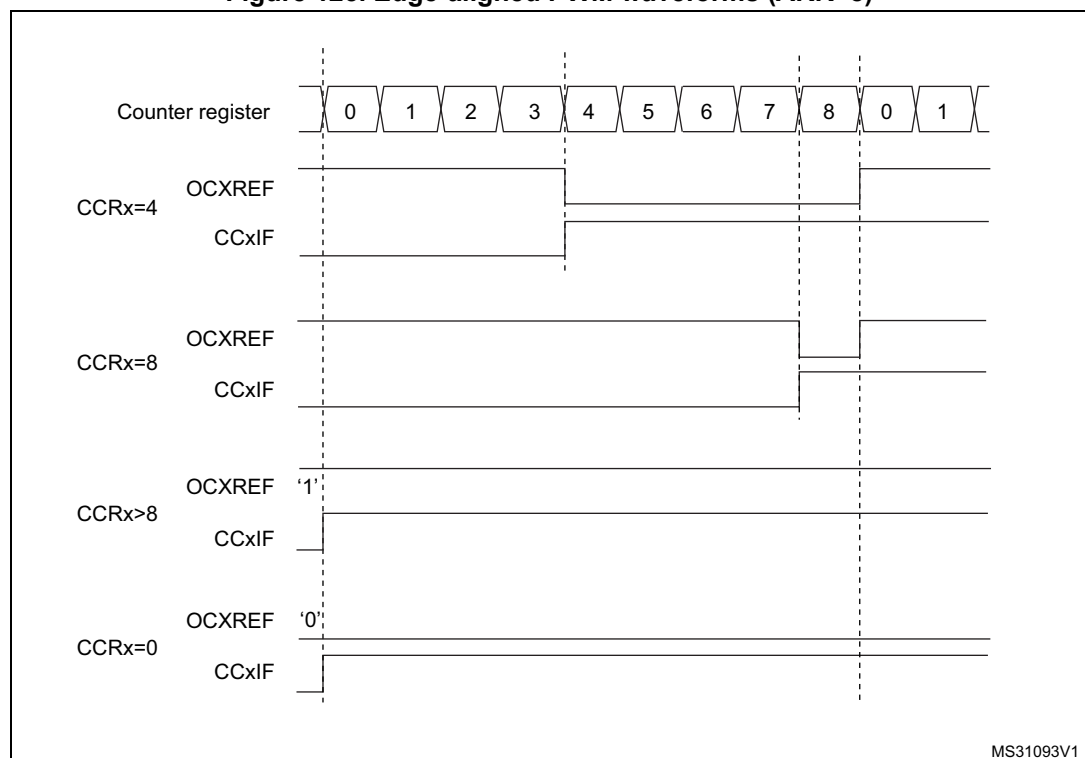 Counter register 0 1 2 3 4 5 6 7 8 0 1
OCXREF
CCRx=4
CCxIF
OCXREF
CCRx=8
CCxIF
OCXREF '1'
CCRx>8
CCxIF
OCXREF '0'
CCRx=0
CCxIF
MS31093V1